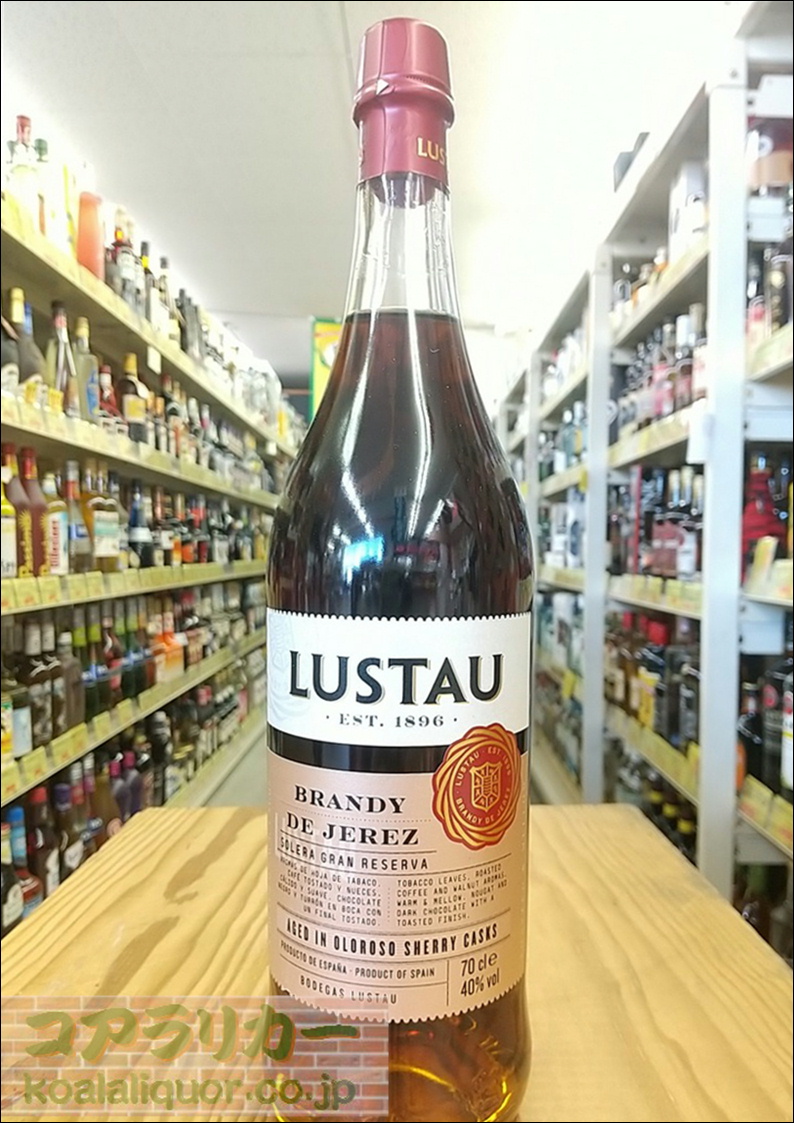 LUS
LUSTAU
· EST. 1896 ·
LUSTAU · EST 1896
BRANDY DE JEREZ
BRANDY
DE JEREZ
SOLERA GRAN RESERVA
AROMAS DE HOJA DE TABACO,
CAFÉ TOSTADO Y NUECES.
CÁLIDO Y SUAVE. CHOCOLATE
NEGRO Y TURRÓN EN BOCA CON
UN FINAL TOSTADO.
TOBACCO LEAVES, ROASTED
COFFEE AND WALNUT AROMAS.
WARM & MELLOW. NOUGAT AND
DARK CHOCOLATE WITH A
TOASTED FINISH.
AGED IN OLOROSO SHERRY CASKS
PRODUCTO DE ESPAÑA · PRODUCT OF SPAIN
BODEGAS LUSTAU
70 cl e
40% vol
コアラリカー
koalaliquor.co.jp